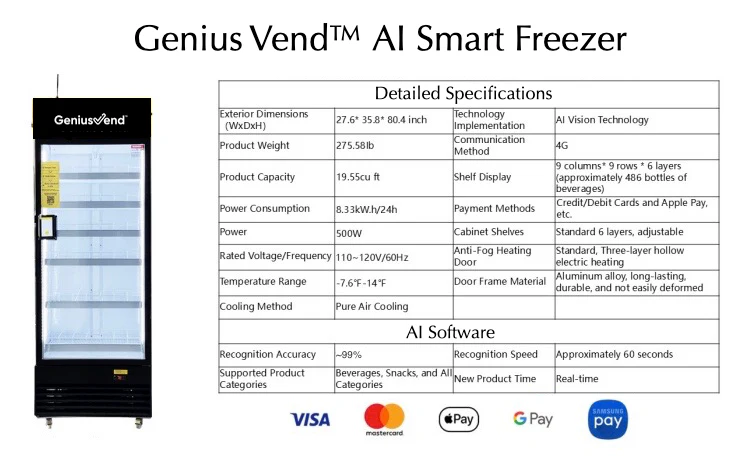 Genius Vend™ AI Smart Freezer
GeniusVend™
Detailed Specifications
Exterior Dimensions
(WxDxH)
27.6* 35.8* 80.4 inch
Technology
Implementation
AI Vision Technology
Product Weight
275.58lb
Communication
Method
4G
Product Capacity
19.55cu ft
Shelf Display
9 columns* 9 rows * 6 layers
(approximately 486 bottles of
beverages)
Power Consumption
8.33kW.h/24h
Payment Methods
Credit/Debit Cards and Apple Pay,
etc.
Power
500W
Cabinet Shelves
Standard 6 layers, adjustable
Rated Voltage/Frequency
110~120V/60Hz
Anti-Fog Heating
Door
Standard, Three-layer hollow
electric heating
Temperature Range
-7.6°F-14°F
Door Frame Material
Aluminum alloy, long-lasting,
durable, and not easily deformed
Cooling Method
Pure Air Cooling
AI Software
Recognition Accuracy
~99%
Recognition Speed
Approximately 60 seconds
Supported Product
Categories
Beverages, Snacks, and All
Categories
New Product Time
Real-time
VISA
mastercard
Pay
G Pay
SAMSUNG
pay